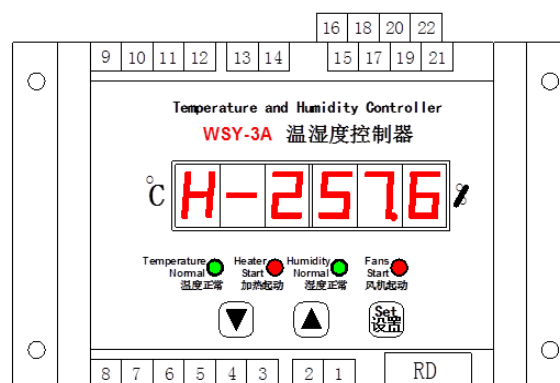 16 18 20 22
9 10 11 12 13 14 15 17 19 21
Temperature and Humidity Controller
WSY-3A 温湿度控制器
°C H-257.6 %
Temperature Normal 温度正常
Heater Start 加热起动
Humidity Normal 湿度正常
Fans Start 风机起动
▼ ▲ Set 设置
8 7 6 5 4 3 2 1 RD